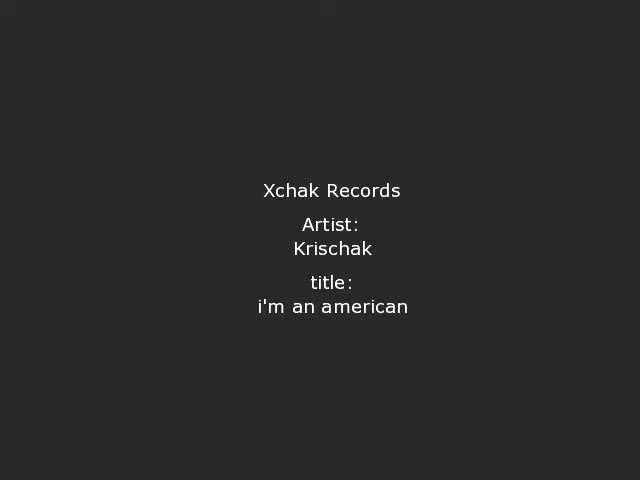 Xchak Records
Artist:
Krischak
title:
i'm an american